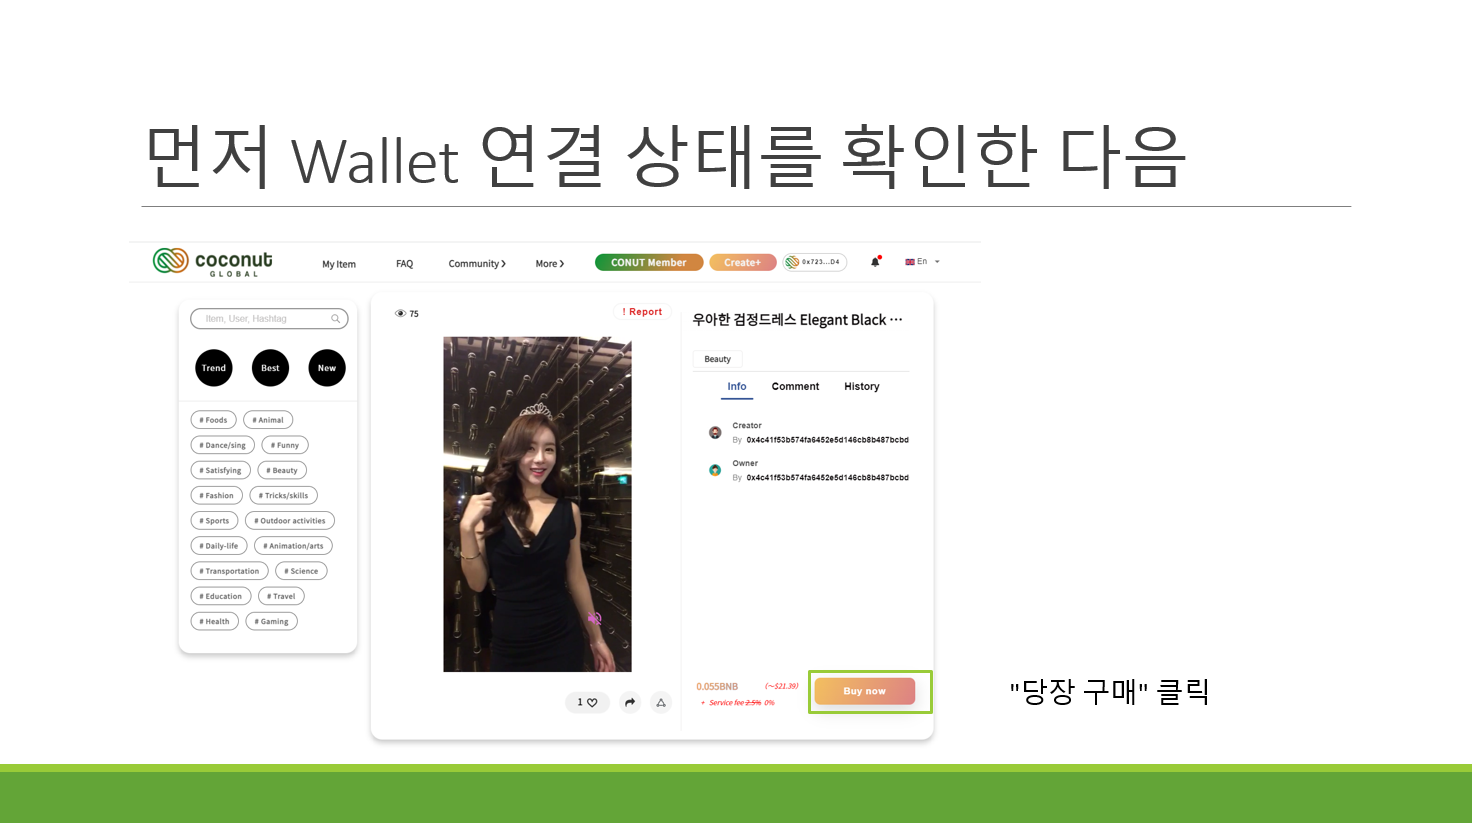 먼저 Wallet 연결 상태를 확인한 다음
coconut
GLOBAL
My Item
FAQ
Community
More
CONUT Member
Create+
0x723...D4
En
Item, User, Hashtag
Trend
Best
New
# Foods
# Animal
# Dance/sing
# Funny
# Satisfying
# Beauty
# Fashion
# Tricks/skills
# Sports
# Outdoor activities
# Daily-life
# Animation/arts
# Transportation
# Science
# Education
# Travel
# Health
# Gaming
75
! Report
우아한 검정드레스 Elegant Black ⋯
Beauty
Info
Comment
History
Creator
By 0x4c41f53b574fa6452e5d146cb8b487bcbd
Owner
By 0x4c41f53b574fa6452e5d146cb8b487bcbd
1
0.055BNB
(~$21.39)
+ Service fee 2.5% 0%
Buy now
"당장 구매" 클릭